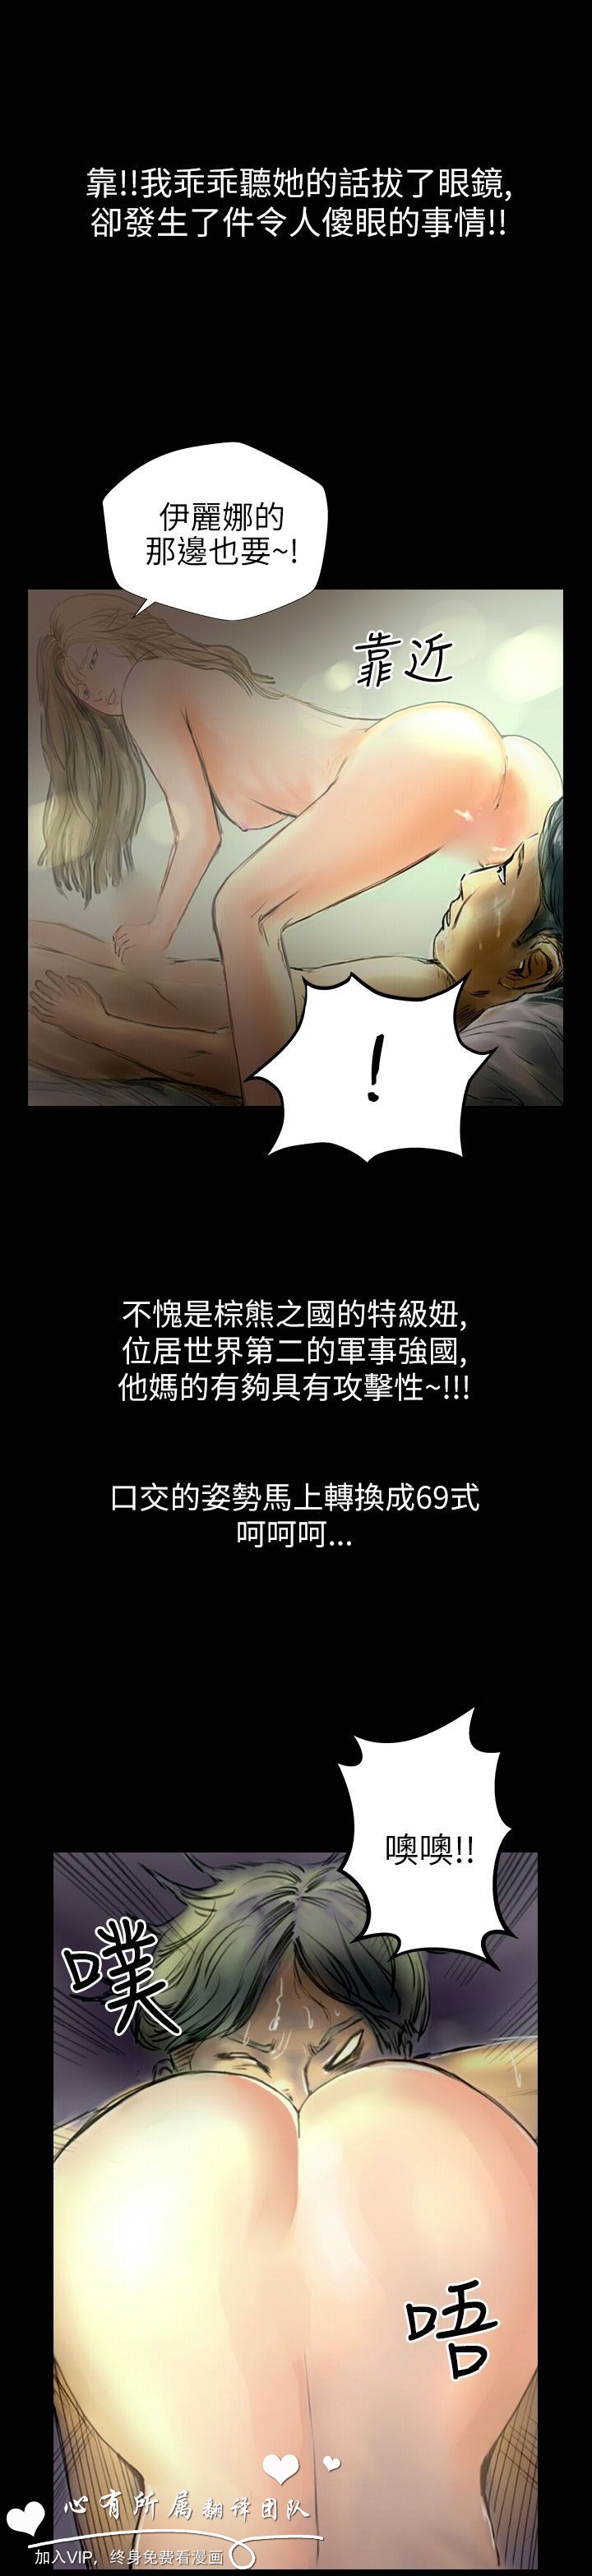 靠!!我乖乖聽她的話拔了眼鏡,
卻發生了件令人傻眼的事情!!
伊麗娜的
那邊也要~!
靠近
!
不愧是棕熊之國的特級妞,
位居世界第二的軍事強國,
他媽的有夠具有攻擊性~!!!
口交的姿勢馬上轉換成69式
呵呵呵...
噢噢!!
噗
唔
心有所属翻译团队
加入VIP，终身免费看漫画